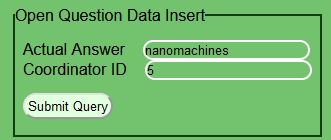 Open Question Data Insert
Actual Answer nanomachines
Coordinator ID 5
Submit Query